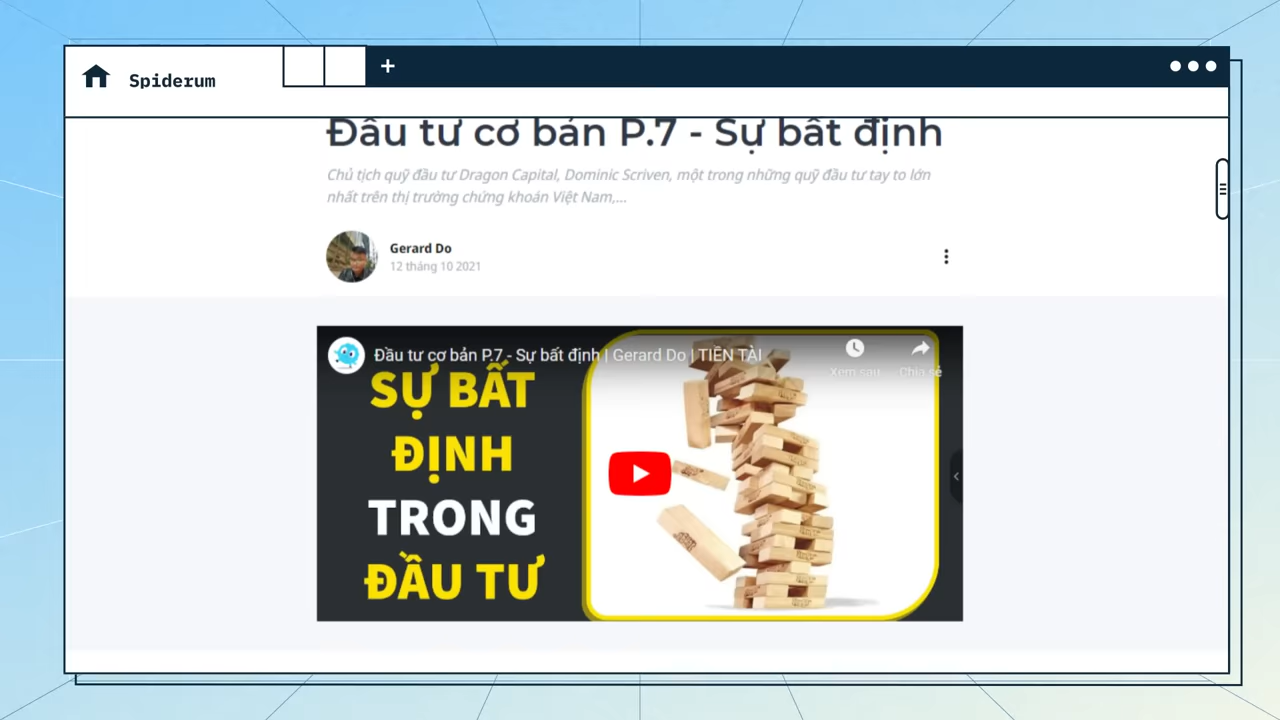 Spiderum
Đầu tư cơ bản P.7 - Sự bất định
Chủ tịch quỹ đầu tư Dragon Capital, Dominic Scriven, một trong những quỹ đầu tư tay to lớn
nhất trên thị trường chứng khoán Việt Nam,...
Gerard Do
12 tháng 10 2021
Đầu tư cơ bản P.7 - Sự bất định | Gerard Do | TIỀN TÀI
Xem sau
Chia sẻ
SỰ BẤT
ĐỊNH
TRONG
ĐẦU TƯ